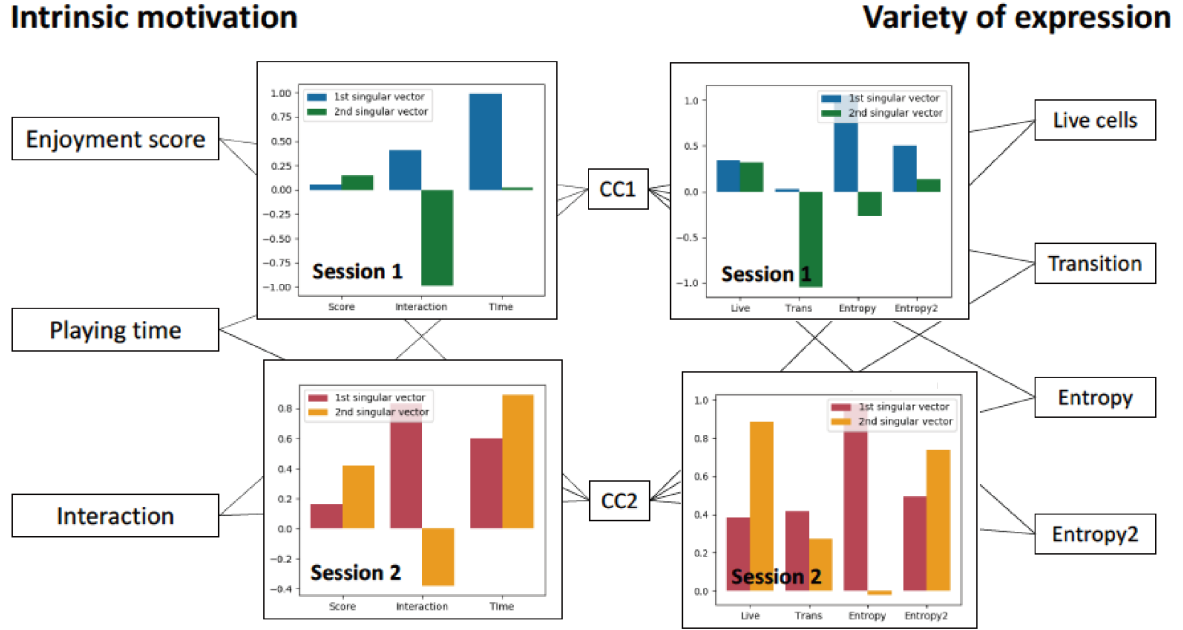 Intrinsic motivation
Variety of expression
Enjoyment score
Playing time
Interaction
1st singular vector
2nd singular vector
1.00
0.75
0.50
0.25
0.00
−0.25
−0.50
−0.75
−1.00
Session 1
Score Interaction Time
CC1
1st singular vector
2nd singular vector
1.0
0.5
0.0
−0.5
−1.0
Session 1
Live Trans Entropy Entropy2
Live cells
Transition
Entropy
Entropy2
1st singular vector
2nd singular vector
0.8
0.6
0.4
0.2
0.0
−0.2
−0.4
Session 2
Score Interaction Time
CC2
1st singular vector
2nd singular vector
1.0
0.8
0.6
0.4
0.2
0.0
Session 2
Live Trans Entropy Entropy2